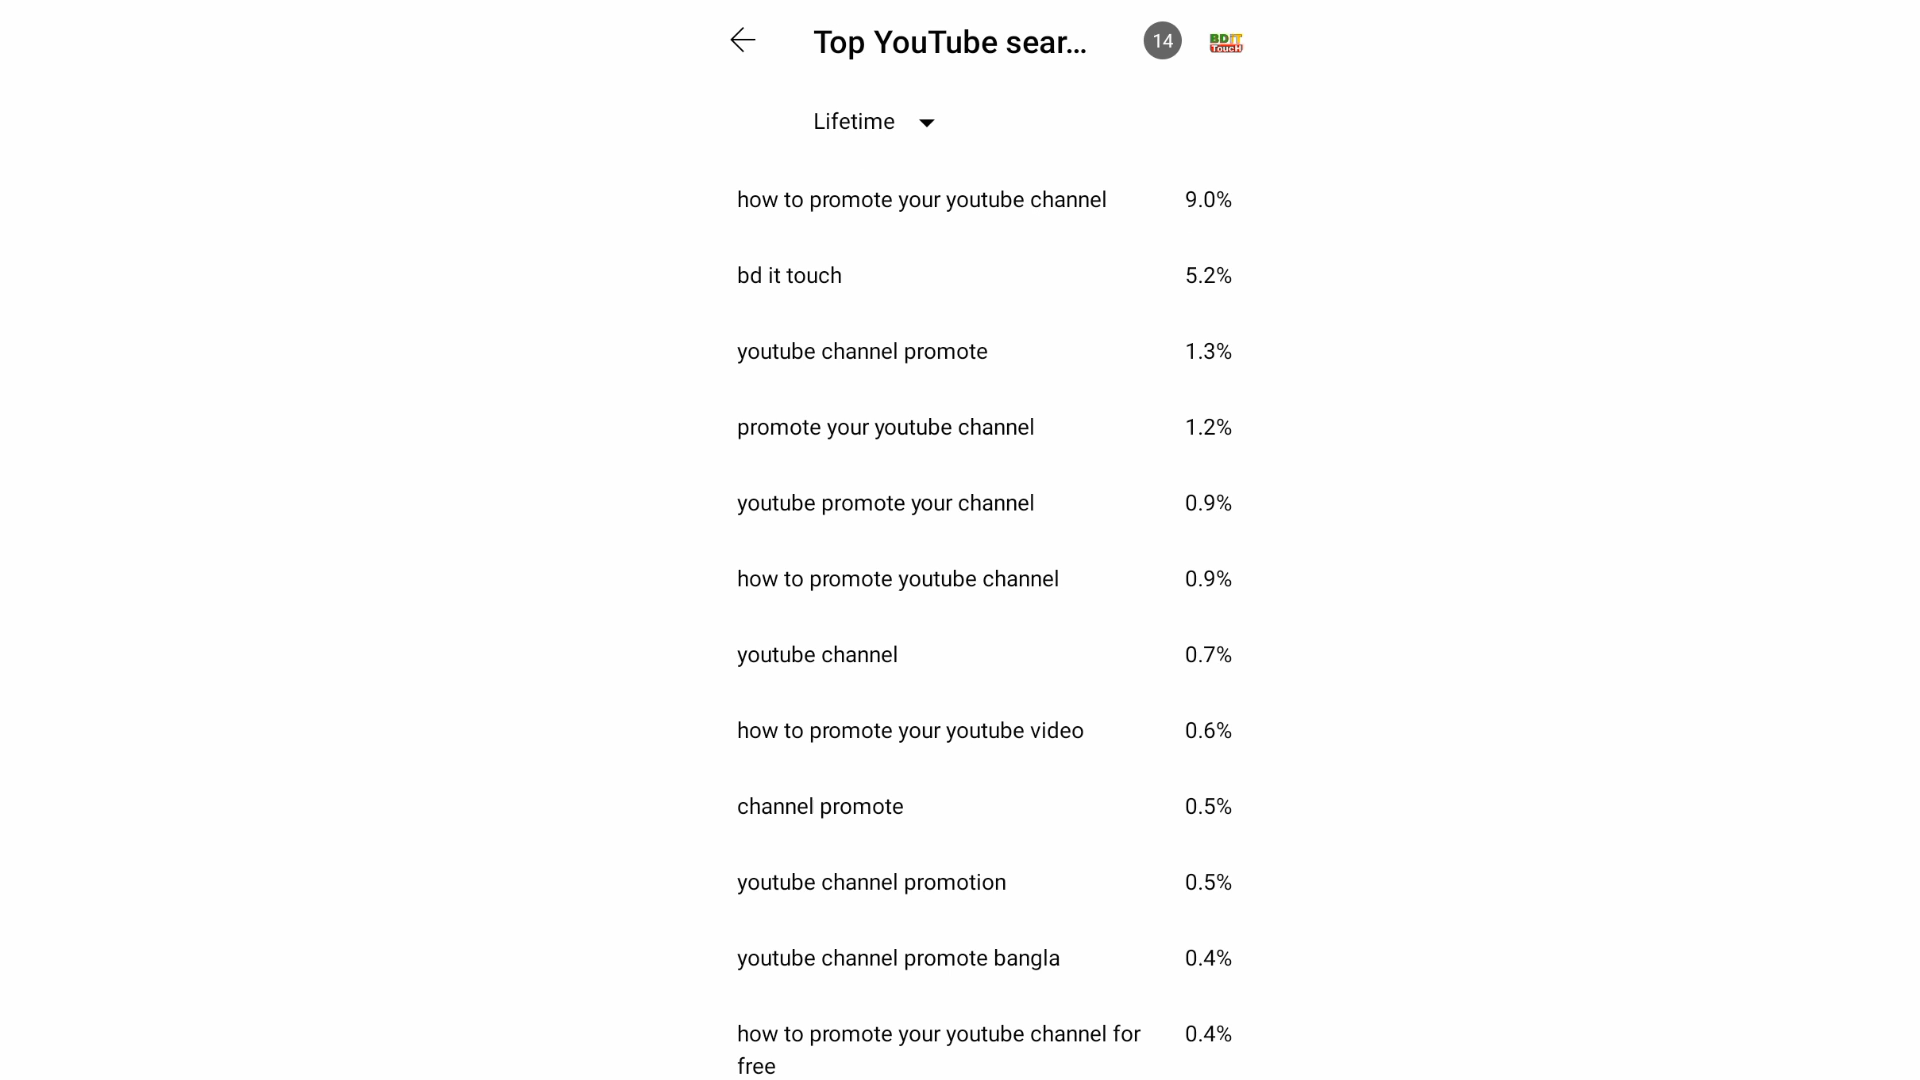 Top YouTube sear...
14
BD IT
ToucH
Lifetime
how to promote your youtube channel 9.0%
bd it touch 5.2%
youtube channel promote 1.3%
promote your youtube channel 1.2%
youtube promote your channel 0.9%
how to promote youtube channel 0.9%
youtube channel 0.7%
how to promote your youtube video 0.6%
channel promote 0.5%
youtube channel promotion 0.5%
youtube channel promote bangla 0.4%
how to promote your youtube channel for 0.4%
free